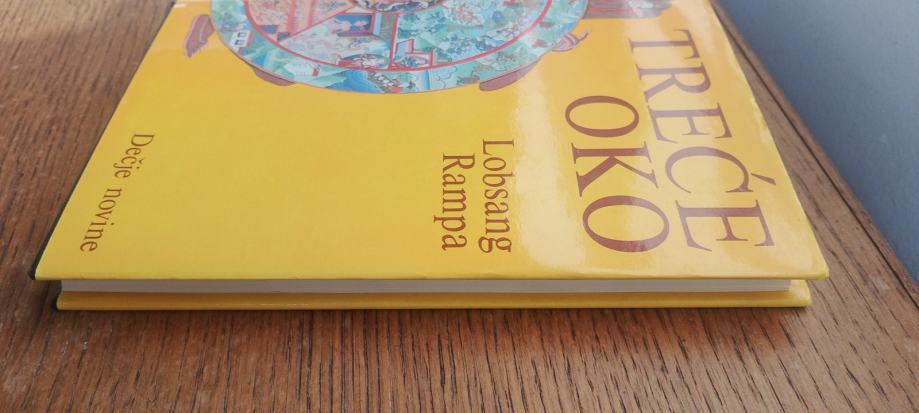 TREĆE
OKO
Lobsang
Rampa
Dečje novine